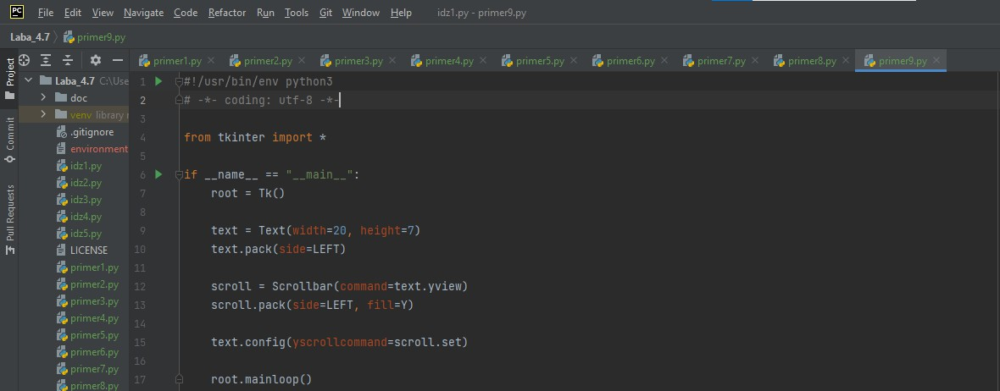 PC File Edit View Navigate Code Refactor Run Tools Git Window Help idz1.py - primer9.py
Laba_4.7 primer9.py
primer1.py primer2.py primer3.py primer4.py primer5.py primer6.py primer7.py primer8.py primer9.py
Project
Commit
Pull Requests
Laba_4.7 C:\Use
doc
venv library r
.gitignore
environment
idz1.py
idz2.py
idz3.py
idz4.py
idz5.py
LICENSE
primer1.py
primer2.py
primer3.py
primer4.py
primer5.py
primer6.py
primer7.py
primer8.py
1 #!/usr/bin/env python3
2 # -*- coding: utf-8 -*-
3
4 from tkinter import *
5
6 if __name__ == "__main__":
7 root = Tk()
8
9 text = Text(width=20, height=7)
10 text.pack(side=LEFT)
11
12 scroll = Scrollbar(command=text.yview)
13 scroll.pack(side=LEFT, fill=Y)
14
15 text.config(yscrollcommand=scroll.set)
16
17 root.mainloop()